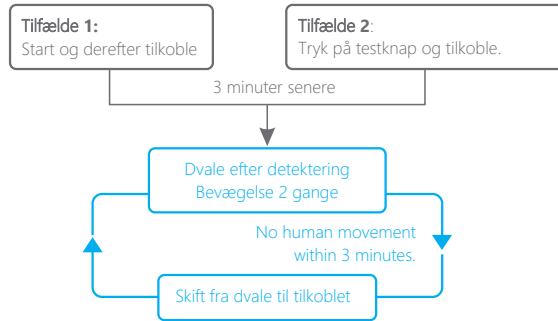 Tilfælde 1:
Start og derefter tilkoble
Tilfælde 2:
Tryk på testknap og tilkoble.
3 minutter senere
Dvale efter detektering
Bevægelse 2 gange
No human movement
within 3 minutes.
Skift fra dvale til tilkoblet